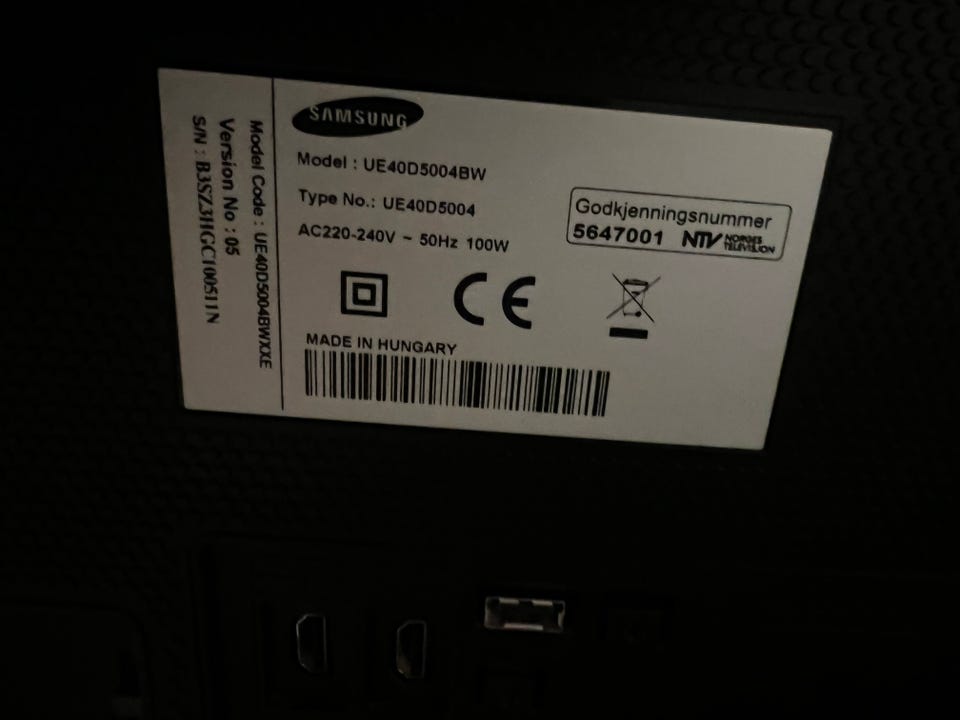 SAMSUNG
Model : UE40D5004BW
Type No.: UE40D5004
AC220-240V ~ 50Hz 100W
Godkjenningsnummer
5647001 NTV NORGES TELEVISION
CE
MADE IN HUNGARY
Model Code : UE40D5004BWXXE
Version No : 05
S/N : B3SZ3HGC100511N